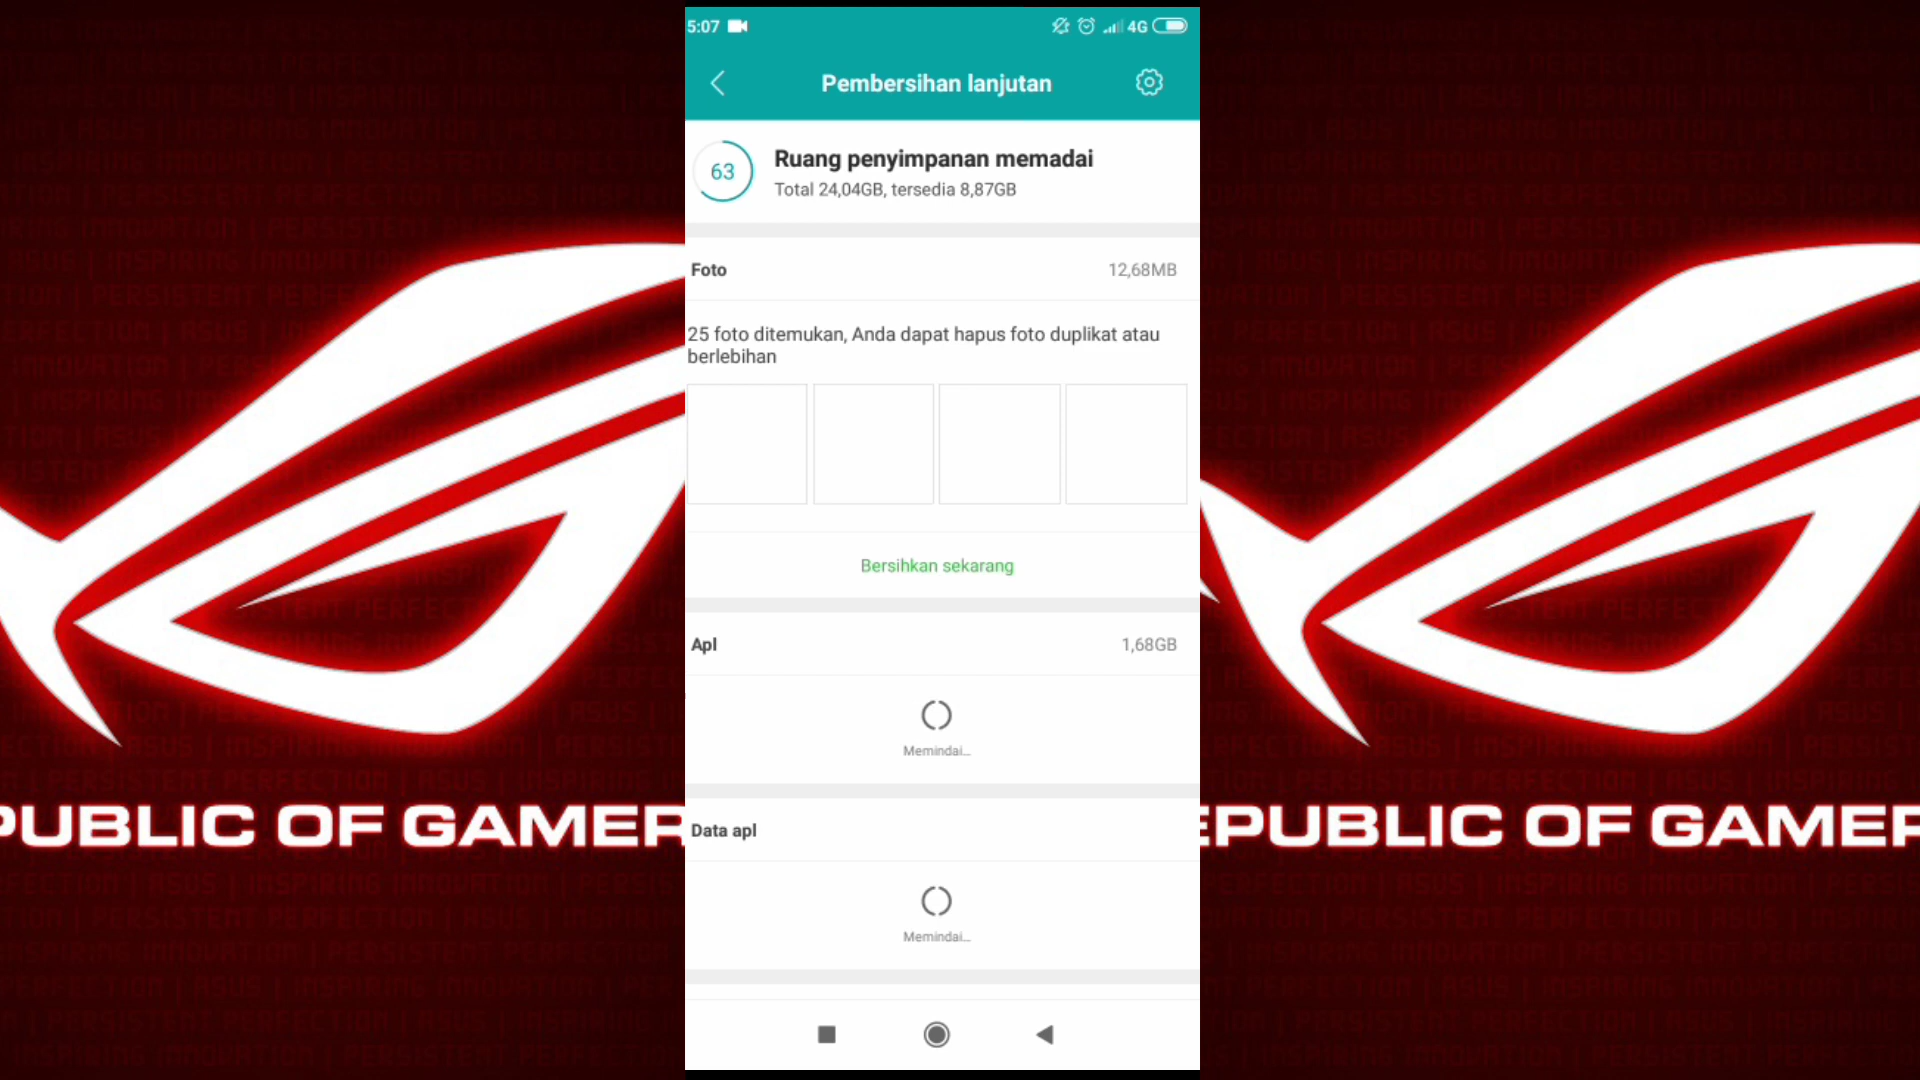 5:07
4G
Pembersihan lanjutan
63
Ruang penyimpanan memadai
Total 24,04GB, tersedia 8,87GB
Foto
12,68MB
25 foto ditemukan, Anda dapat hapus foto duplikat atau
berlebihan
Bersihkan sekarang
Apl
1,68GB
Memindai...
Data apl
Memindai...
PUBLIC OF GAMER
EPUBLIC OF GAMER